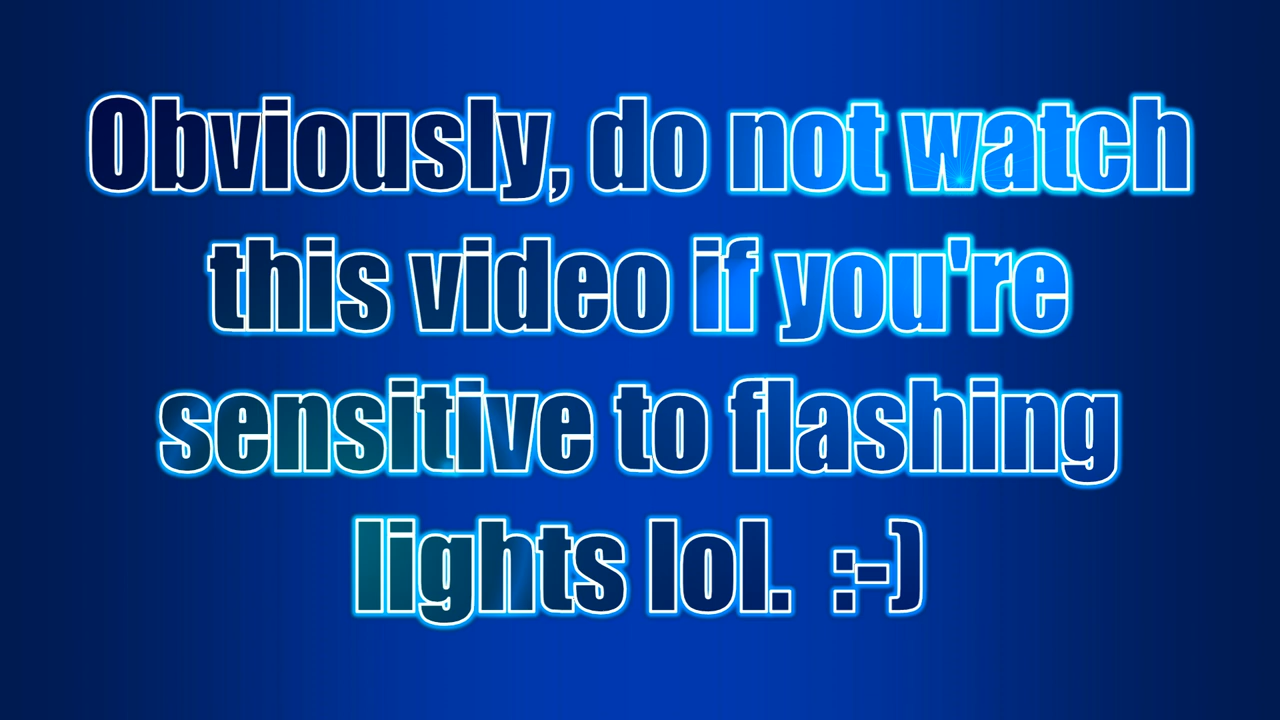 Obviously, do not watch
this video if you're
sensitive to flashing
lights lol.  :-)